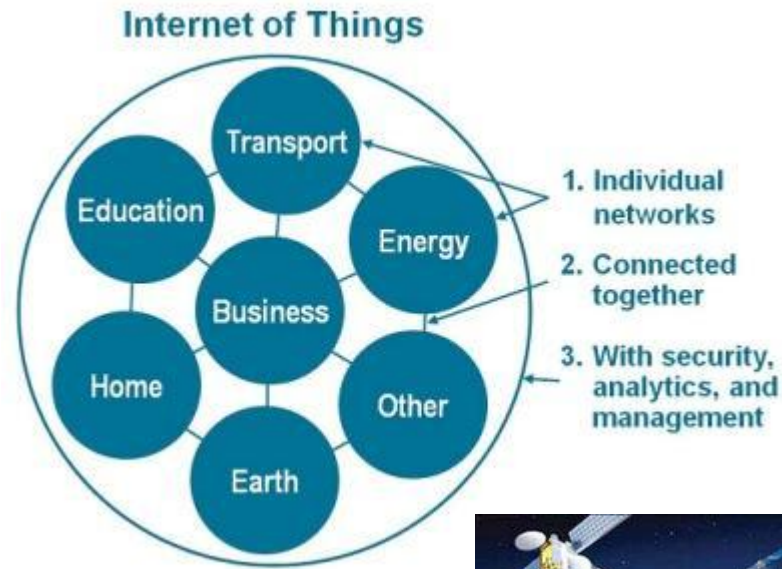 Internet of Things
Transport
Education
Energy
Business
Home
Other
Earth
1. Individual
networks
2. Connected
together
3. With security,
analytics, and
management